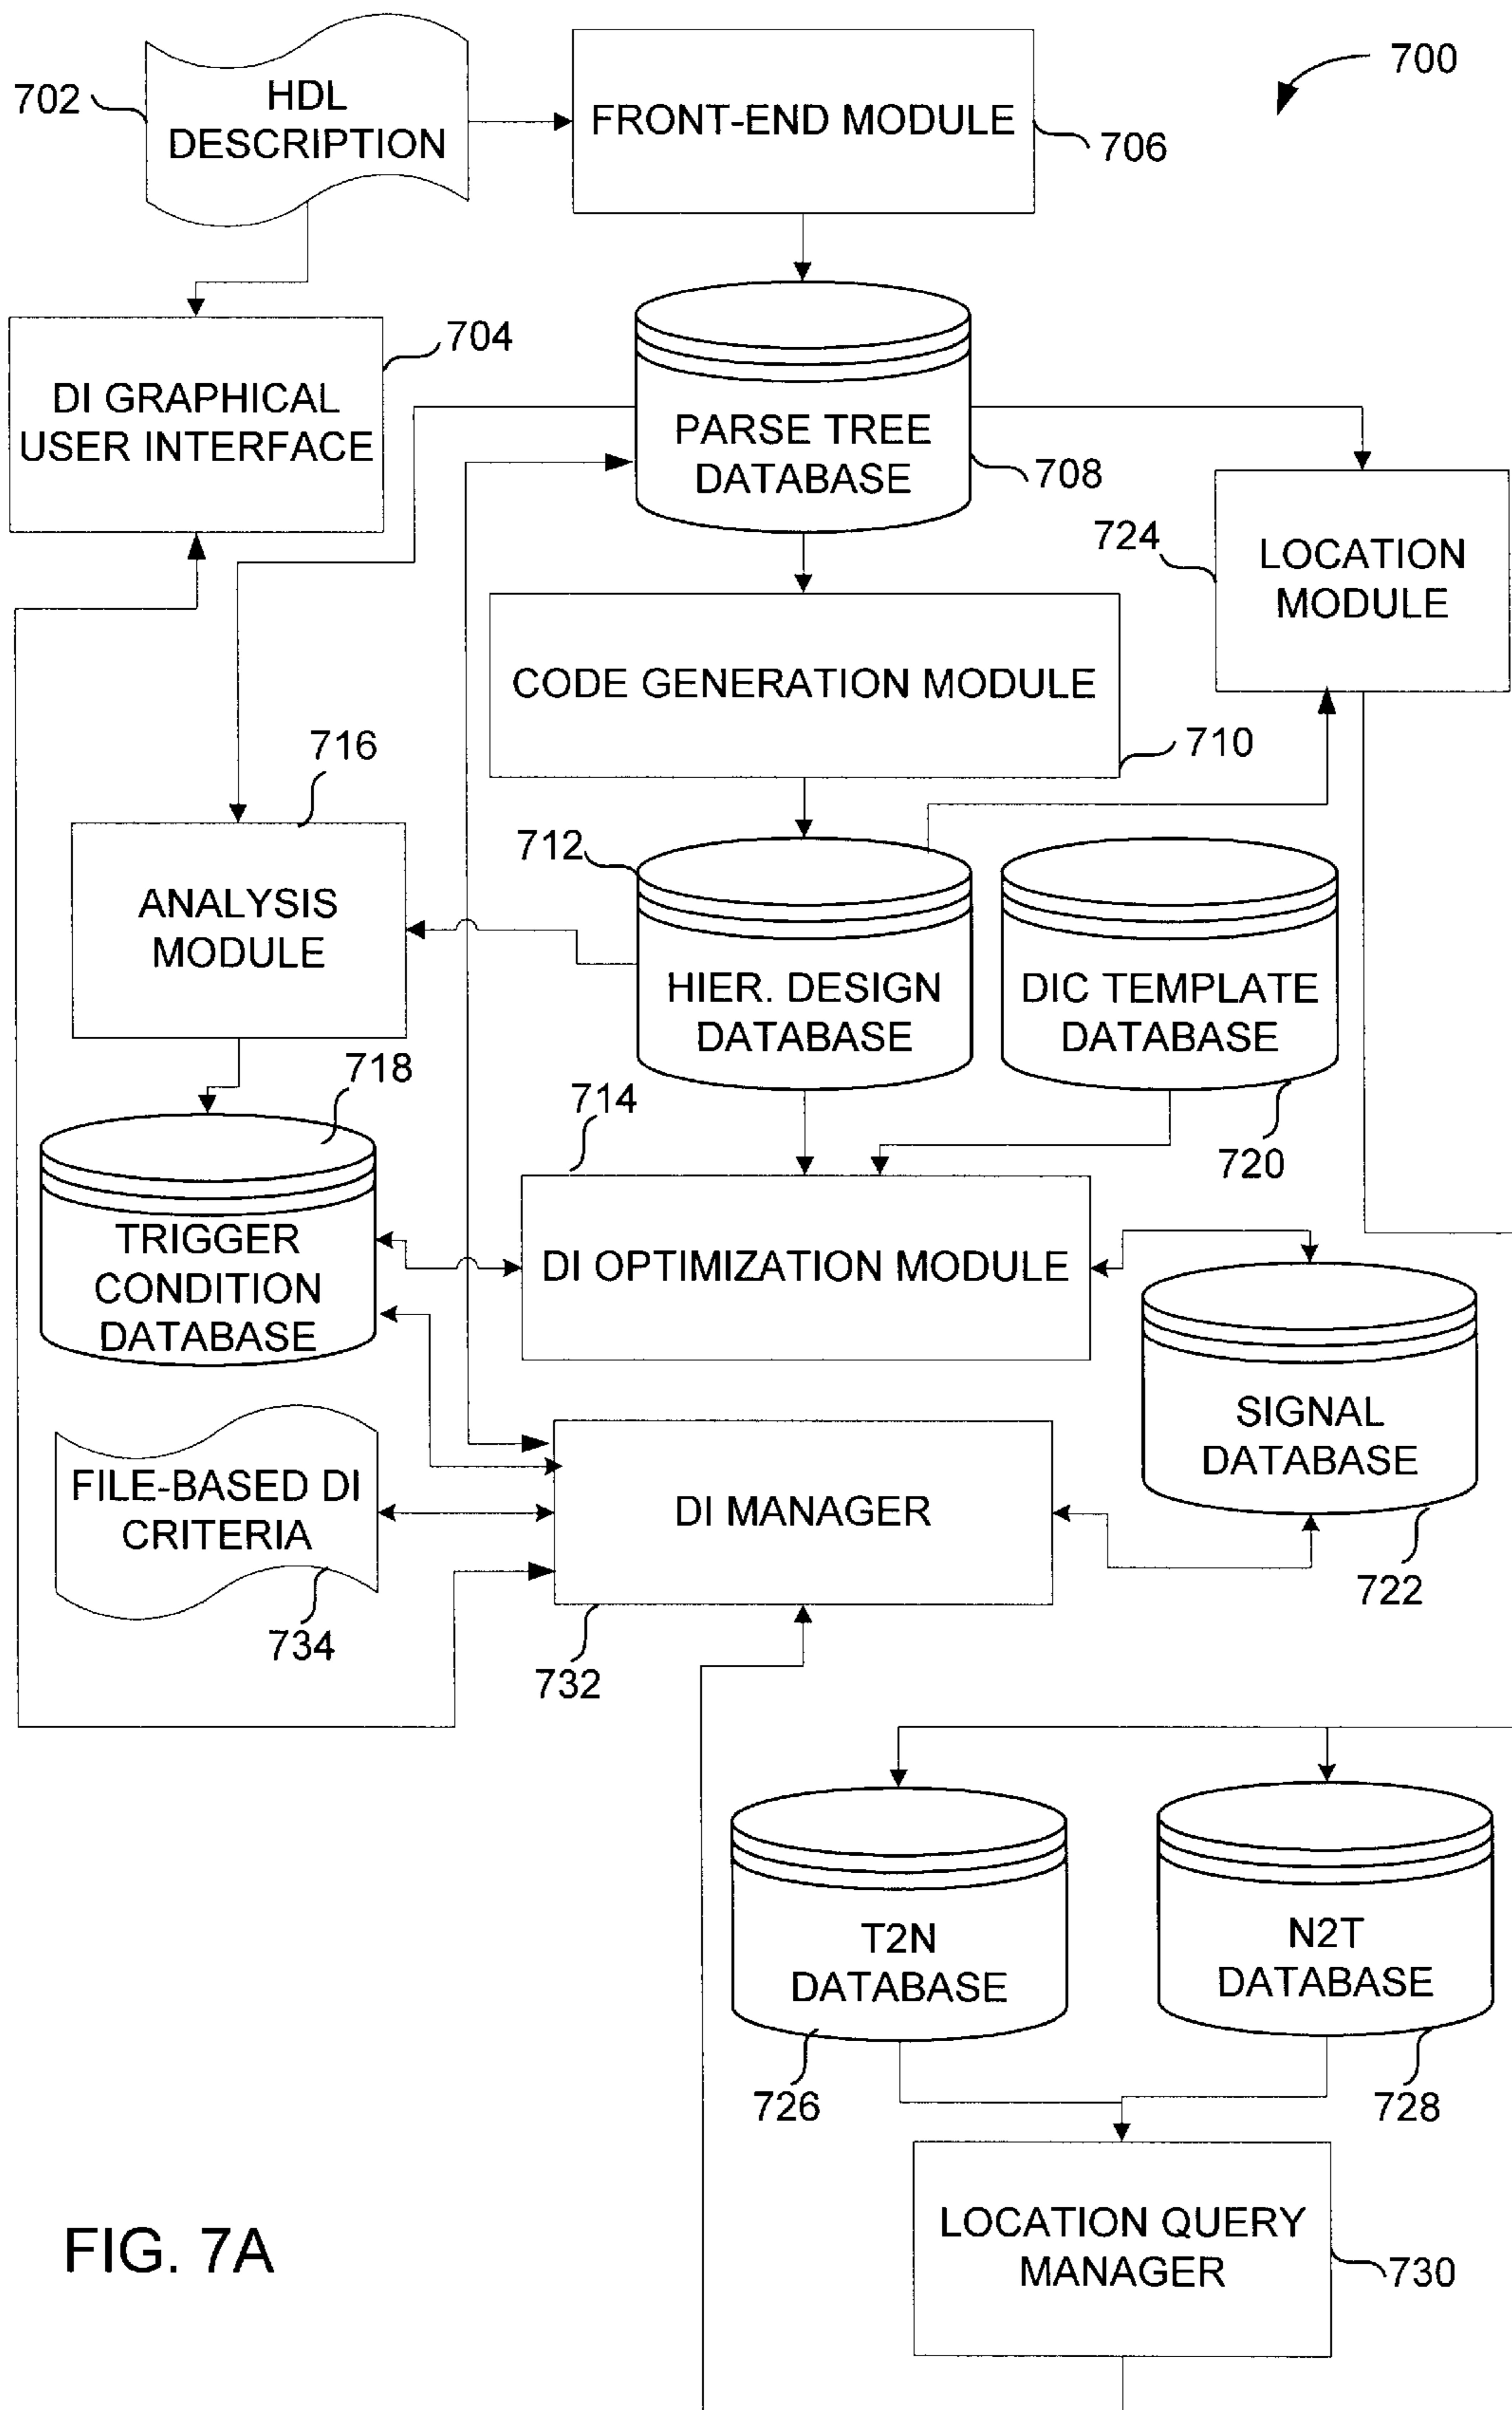 700
702
HDL
DESCRIPTION
FRONT-END MODULE
706
704
DI GRAPHICAL
USER INTERFACE
PARSE TREE
DATABASE
708
724
LOCATION
MODULE
CODE GENERATION MODULE
710
716
ANALYSIS
MODULE
712
HIER. DESIGN
DATABASE
DIC TEMPLATE
DATABASE
720
718
TRIGGER
CONDITION
DATABASE
714
DI OPTIMIZATION MODULE
SIGNAL
DATABASE
722
FILE-BASED DI
CRITERIA
734
DI MANAGER
732
T2N
DATABASE
726
N2T
DATABASE
728
LOCATION QUERY
MANAGER
730
FIG. 7A